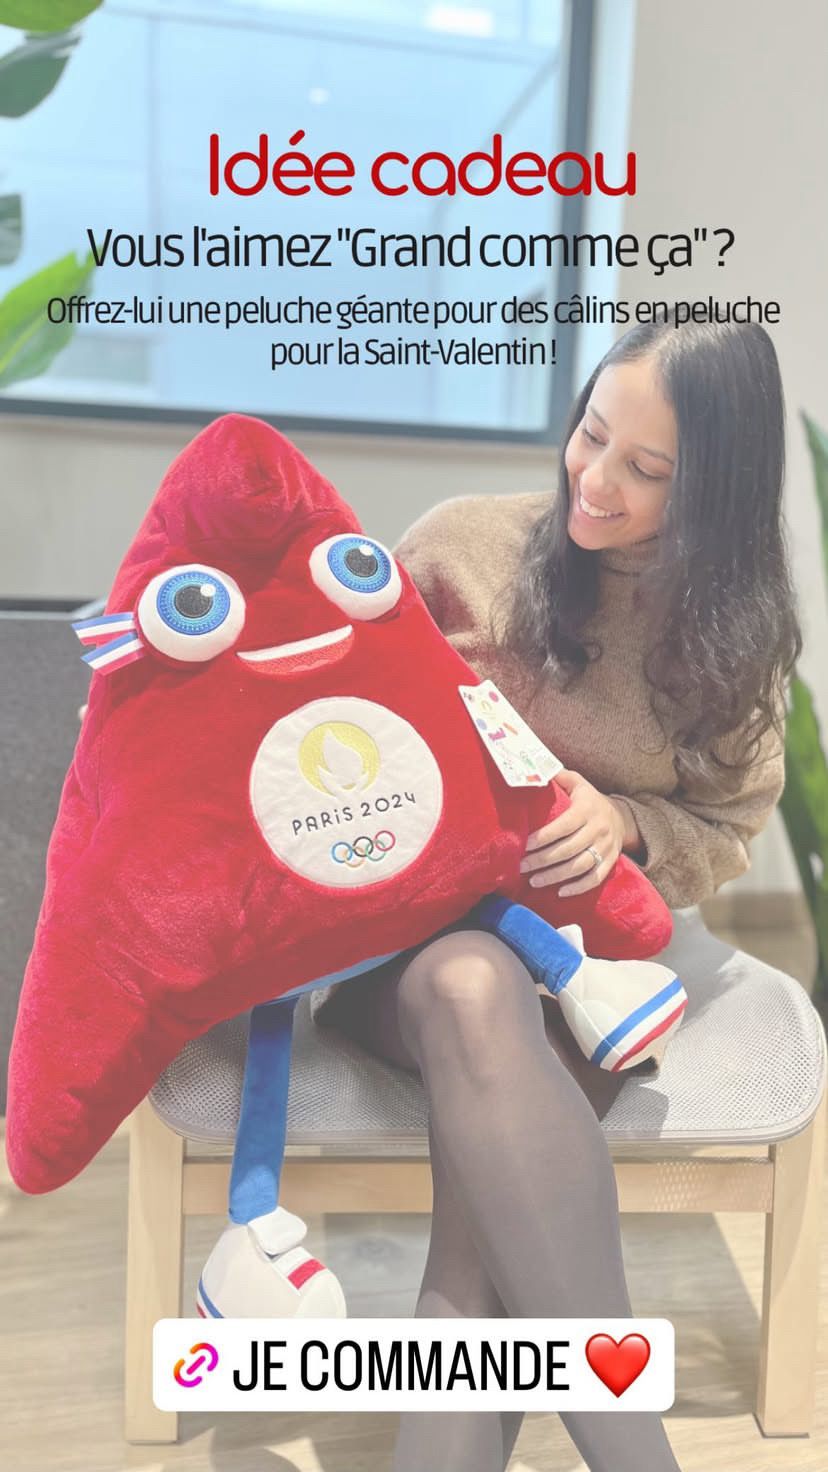 Idée cadeau
Vous l'aimez "Grand comme ça" ?
Offrez-lui une peluche géante pour des câlins en peluche
pour la Saint-Valentin !
PARIS 2024
JE COMMANDE ❤️